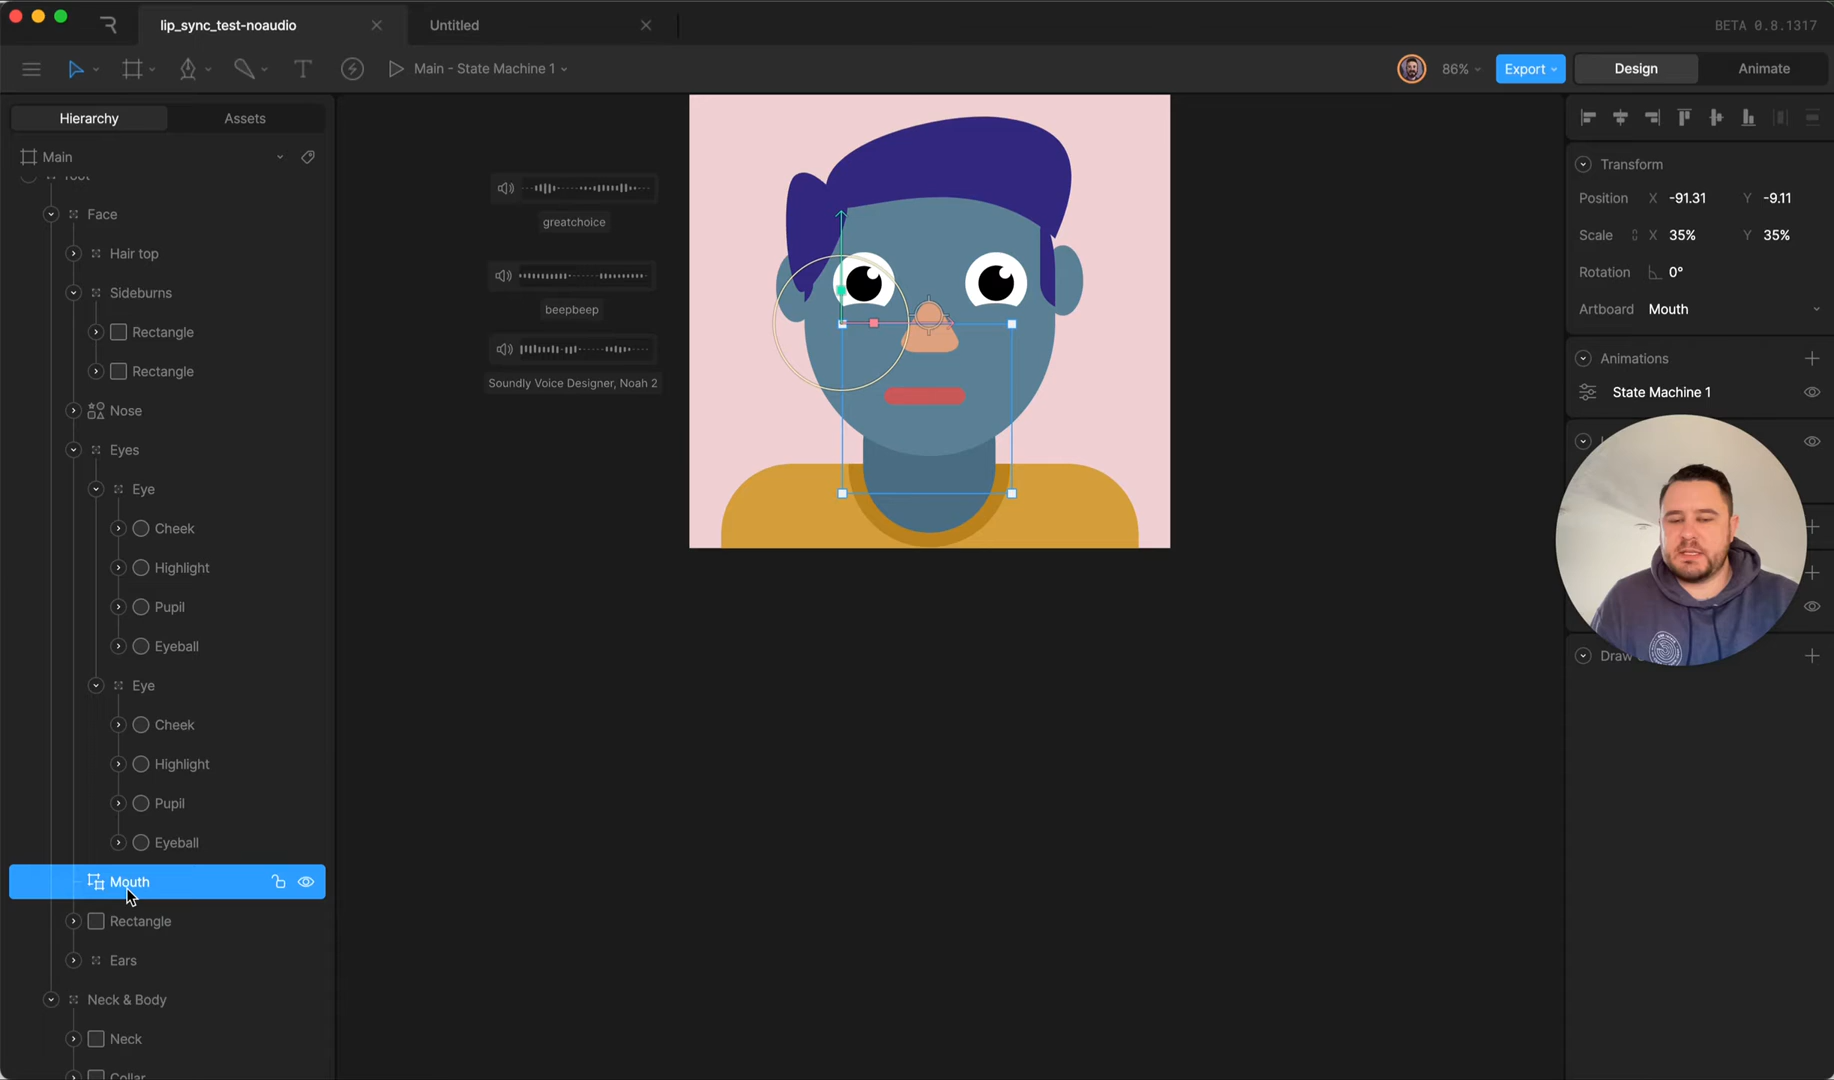 lip_sync_test-noaudio
Untitled
BETA 0.8.1317
Main - State Machine 1
86%
Export
Design
Animate
Hierarchy
Assets
Main
Face
Hair top
Sideburns
Rectangle
Rectangle
Nose
Eyes
Eye
Cheek
Highlight
Pupil
Eyeball
Eye
Cheek
Highlight
Pupil
Eyeball
Mouth
Rectangle
Ears
Neck & Body
Neck
Collar
greatchoice
beepbeep
Soundly Voice Designer, Noah 2
Transform
Position X -91.31 Y -9.11
Scale X 35% Y 35%
Rotation 0°
Artboard Mouth
Animations
State Machine 1
Draw